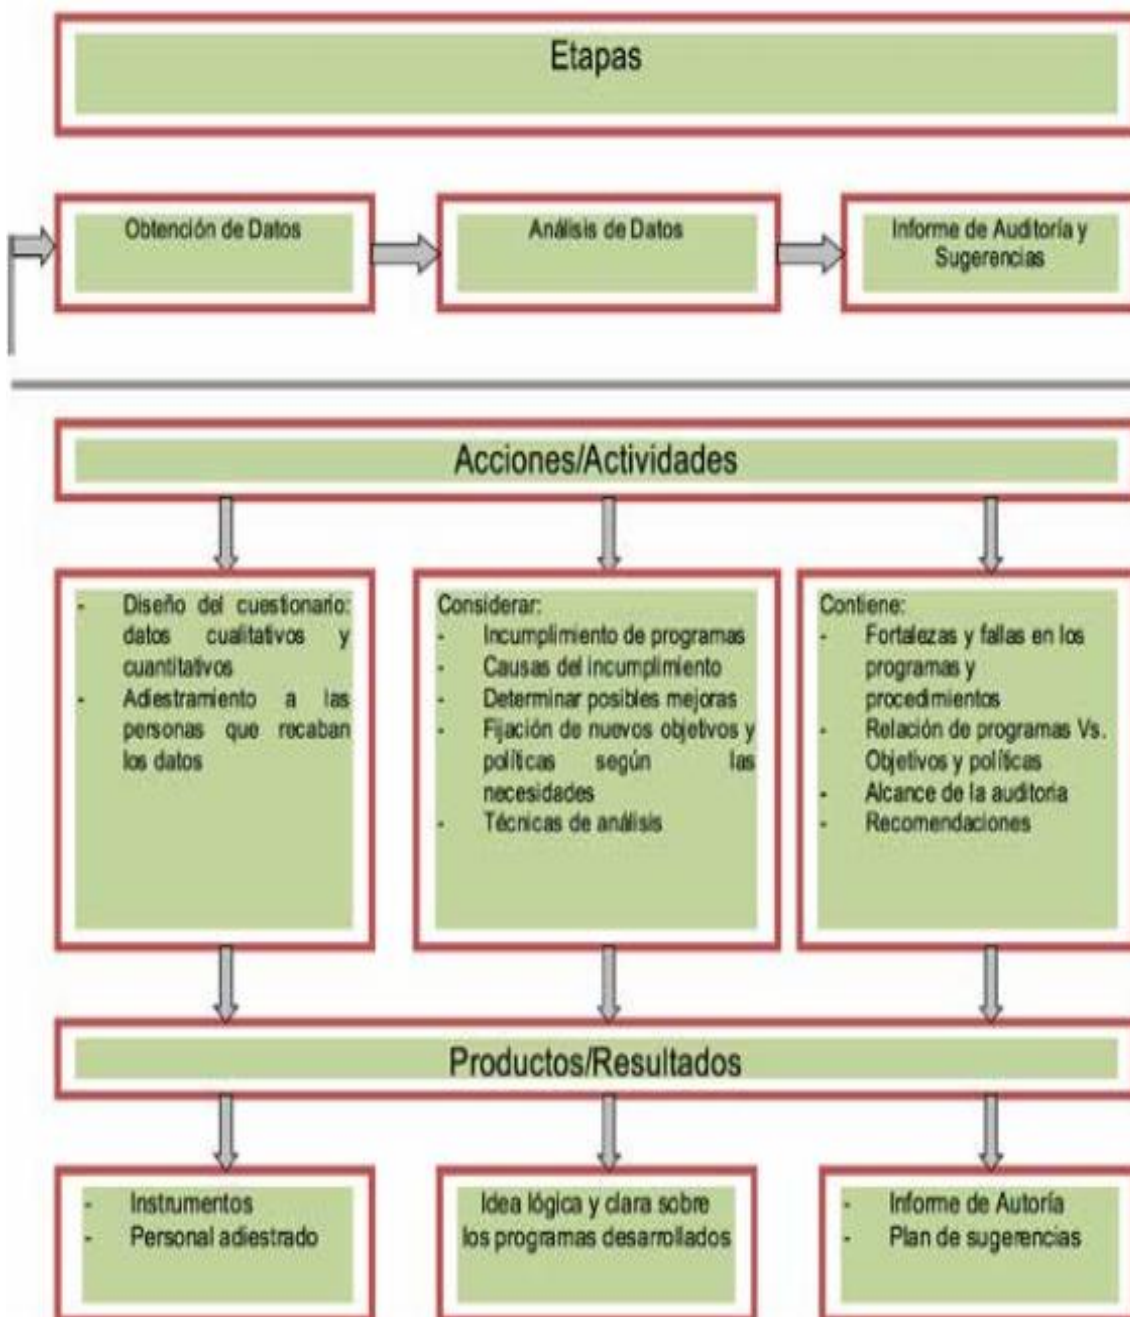 Etapas
Obtención de Datos
Análisis de Datos
Informe de Auditoría y
Sugerencias
Acciones/Actividades
- Diseño del cuestionario:
datos cualitativos y
cuantitativos
- Adiestramiento a las
personas que recaban
los datos
Considerar:
- Incumplimiento de programas
- Causas del incumplimiento
- Determinar posibles mejoras
- Fijación de nuevos objetivos y
políticas según las
necesidades
- Técnicas de análisis
Contiene:
- Fortalezas y fallas en los
programas y
procedimientos
- Relación de programas Vs.
Objetivos y políticas
- Alcance de la auditoria
- Recomendaciones
Productos/Resultados
- Instrumentos
- Personal adiestrado
Idea lógica y clara sobre
los programas desarrollados
- Informe de Autoría
- Plan de sugerencias